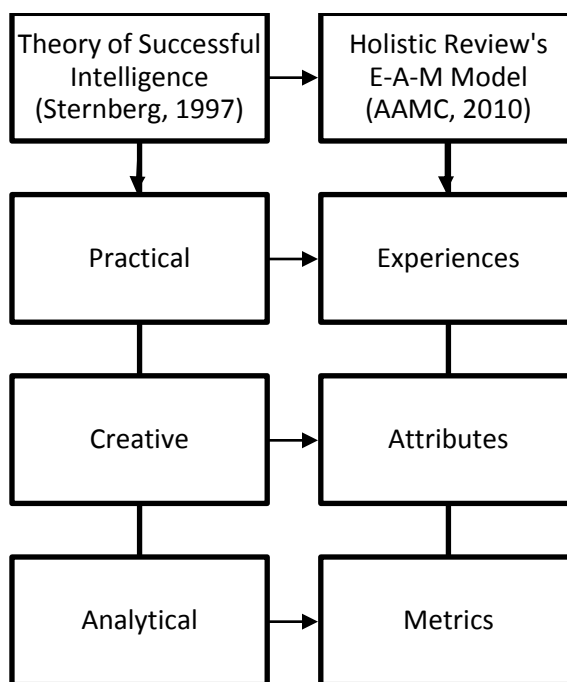 Theory of Successful
Intelligence
(Sternberg, 1997)
Holistic Review's
E-A-M Model
(AAMC, 2010)
Practical
Experiences
Creative
Attributes
Analytical
Metrics